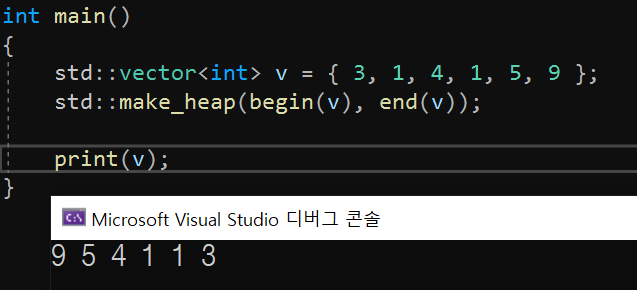 int main()
{
std::vector<int> v = { 3, 1, 4, 1, 5, 9 };
std::make_heap(begin(v), end(v));
print(v);
}
C:\ Microsoft Visual Studio 디버그 콘솔
9 5 4 1 1 3